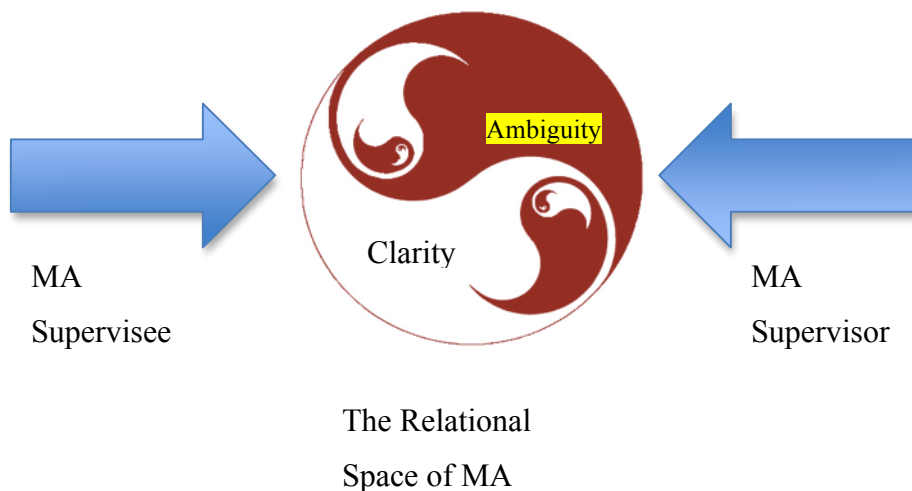 Ambiguity
Clarity
MA
Supervisee
MA
Supervisor
The Relational
Space of MA